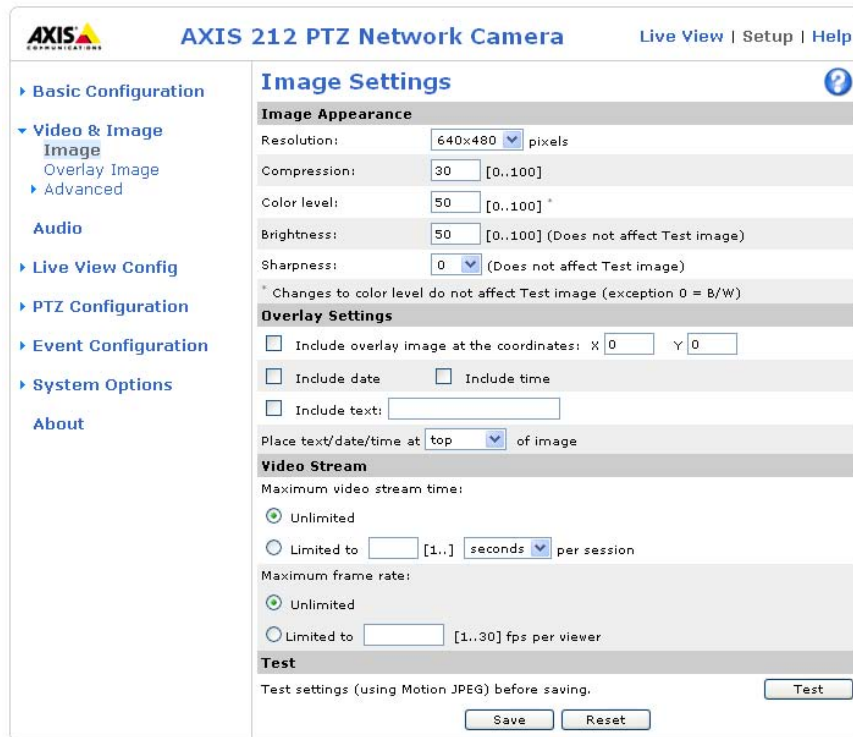 AXIS
COMMUNICATIONS
AXIS 212 PTZ Network Camera
Live View | Setup | Help
Basic Configuration
Video & Image
Image
Overlay Image
Advanced
Audio
Live View Config
PTZ Configuration
Event Configuration
System Options
About
Image Settings
?
Image Appearance
Resolution: 640x480 pixels
Compression: 30 [0..100]
Color level: 50 [0..100] *
Brightness: 50 [0..100] (Does not affect Test image)
Sharpness: 0 (Does not affect Test image)
* Changes to color level do not affect Test image (exception 0 = B/W)
Overlay Settings
Include overlay image at the coordinates: X 0 Y 0
Include date Include time
Include text:
Place text/date/time at top of image
Video Stream
Maximum video stream time:
Unlimited
Limited to [1..] seconds per session
Maximum frame rate:
Unlimited
Limited to [1..30] fps per viewer
Test
Test settings (using Motion JPEG) before saving. Test
Save Reset